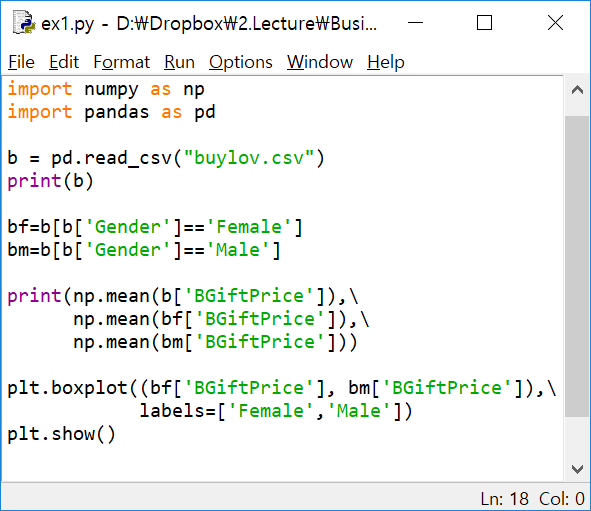 ex1.py - D:₩Dropbox₩2.Lecture₩Busi...
File Edit Format Run Options Window Help
import numpy as np
import pandas as pd
b = pd.read_csv("buylov.csv")
print(b)
bf=b[b['Gender']=='Female']
bm=b[b['Gender']=='Male']
print(np.mean(b['BGiftPrice']),\
      np.mean(bf['BGiftPrice']),\
      np.mean(bm['BGiftPrice']))
plt.boxplot((bf['BGiftPrice'], bm['BGiftPrice']),\
            labels=['Female','Male'])
plt.show()
Ln: 18 Col: 0